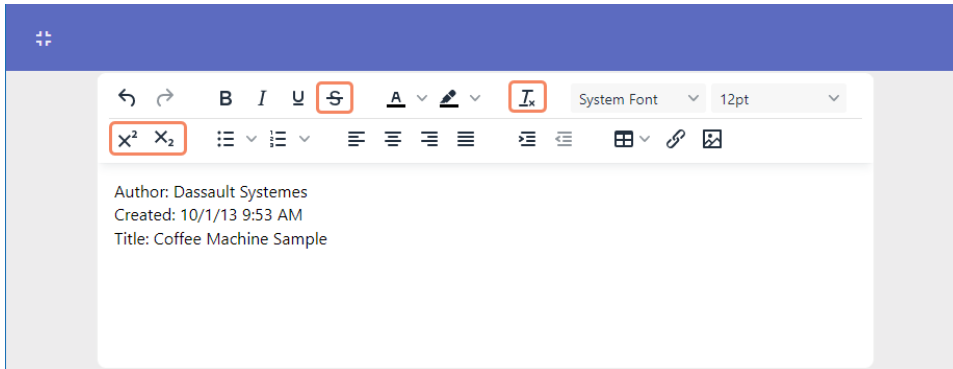 System Font 12pt
Author: Dassault Systemes
Created: 10/1/13 9:53 AM
Title: Coffee Machine Sample